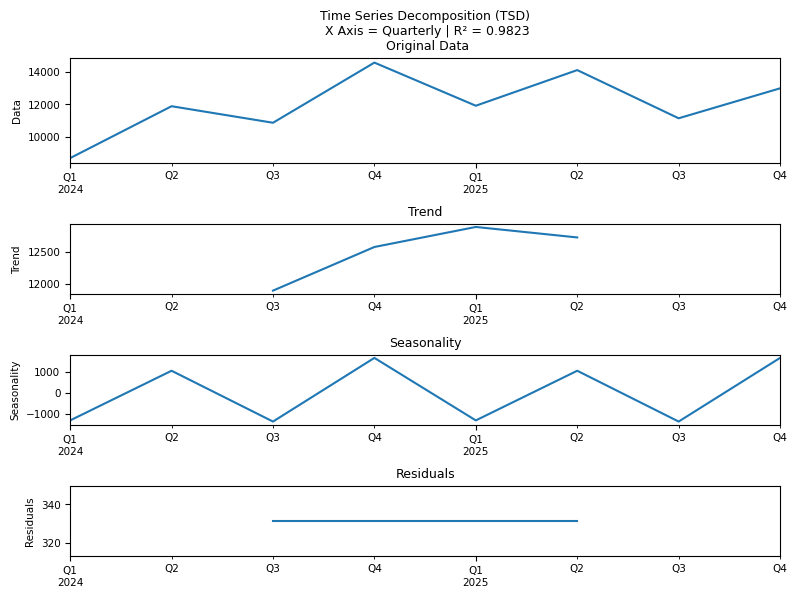 Time Series Decomposition (TSD)
X Axis = Quarterly | R² = 0.9823
Original Data
Data
14000
12000
10000
Q1 Q2 Q3 Q4 Q1 Q2 Q3 Q4
2024 2025
Trend
Trend
12500
12000
Q1 Q2 Q3 Q4 Q1 Q2 Q3 Q4
2024 2025
Seasonality
Seasonality
1000
0
−1000
Q1 Q2 Q3 Q4 Q1 Q2 Q3 Q4
2024 2025
Residuals
Residuals
340
320
Q1 Q2 Q3 Q4 Q1 Q2 Q3 Q4
2024 2025